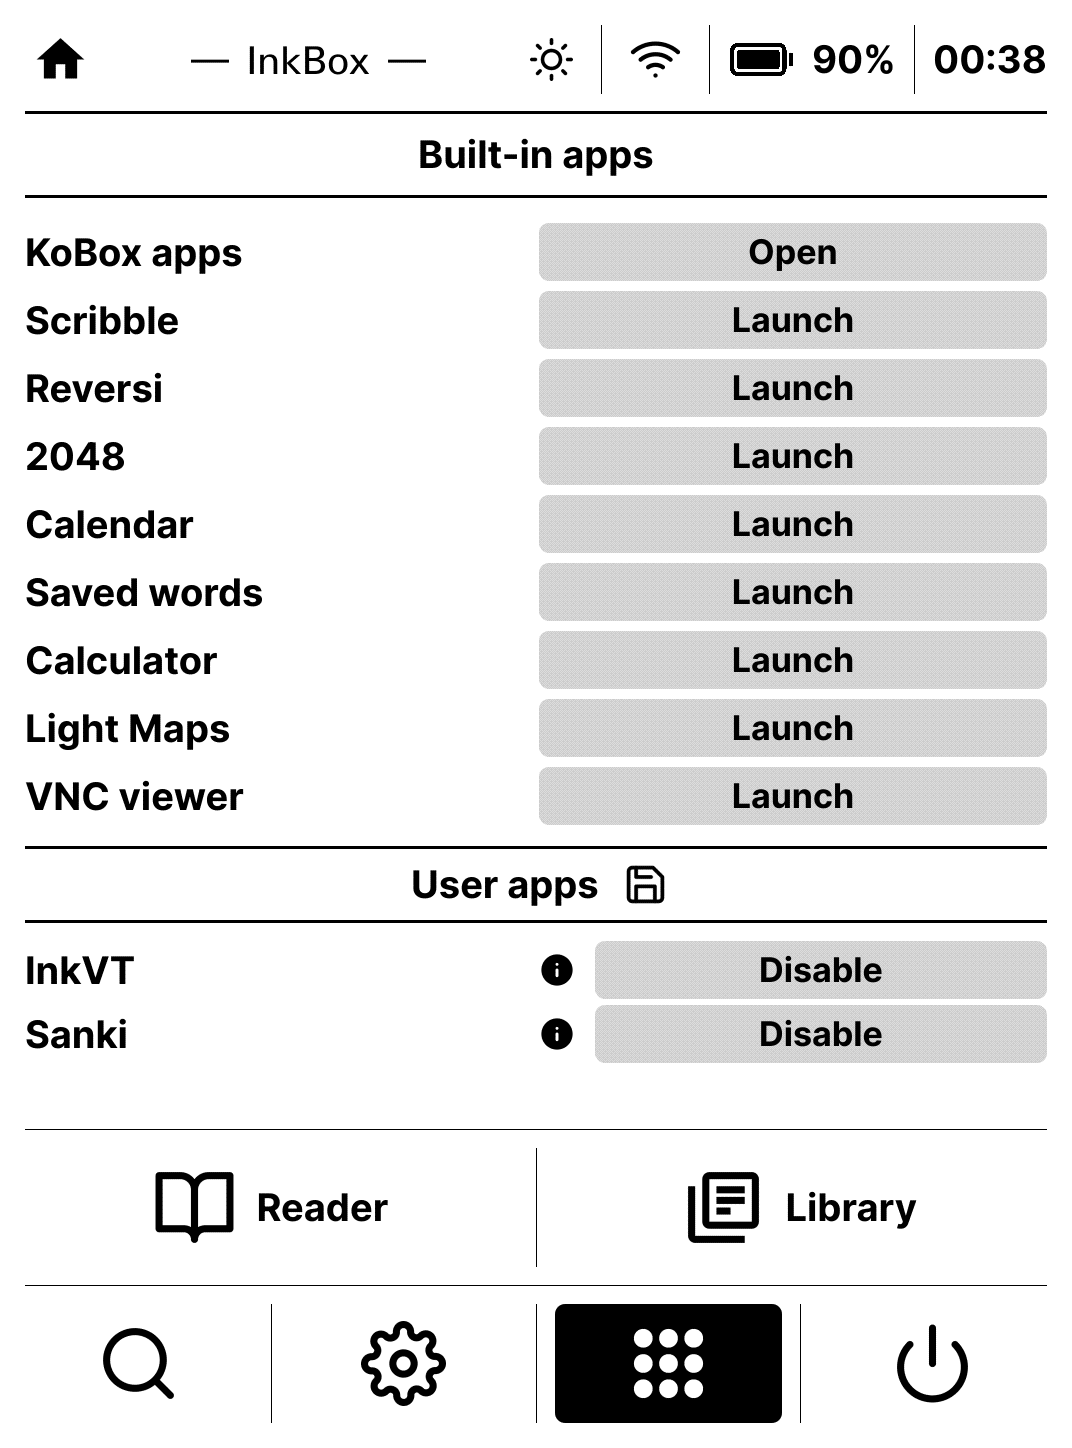 — InkBox — 90% 00:38
Built-in apps
KoBox apps Open
Scribble Launch
Reversi Launch
2048 Launch
Calendar Launch
Saved words Launch
Calculator Launch
Light Maps Launch
VNC viewer Launch
User apps
InkVT Disable
Sanki Disable
Reader Library